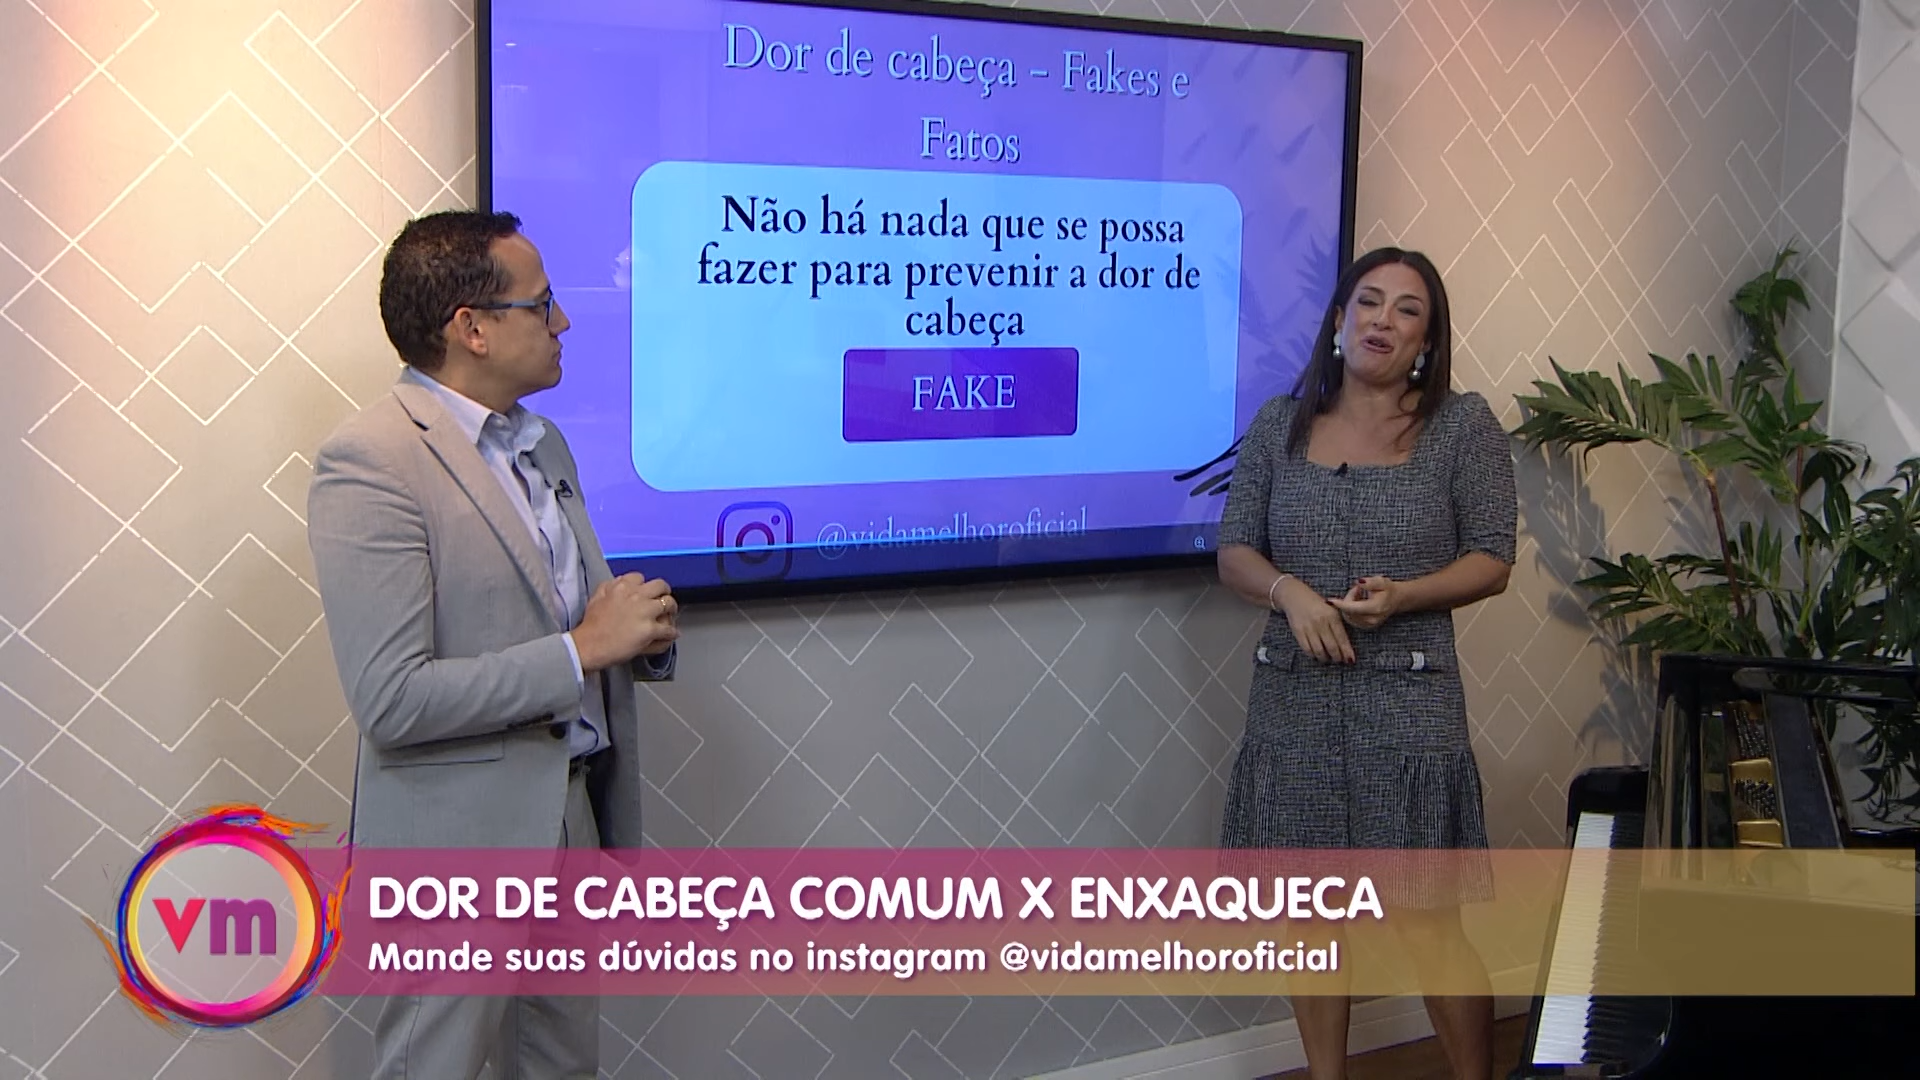 Dor de cabeça - Fakes e
Fatos
Não há nada que se possa
fazer para prevenir a dor de
cabeça
FAKE
@vidamelhoroficial
vm
DOR DE CABEÇA COMUM X ENXAQUECA
Mande suas dúvidas no instagram @vidamelhoroficial